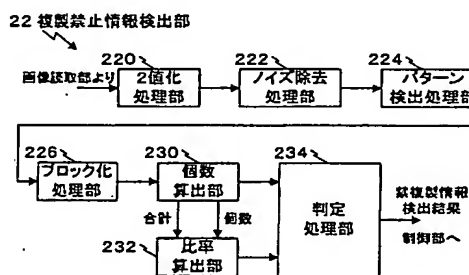 22 複製禁止情報検出部
220
222
224
画像読取部より
2値化
処理部
ノイズ除去
処理部
パターン
検出処理部
226
230
234
ブロック化
処理部
個数
算出部
判定
処理部
合計
個数
232
比率
算出部
禁複製情報
検出結果
制御部へ